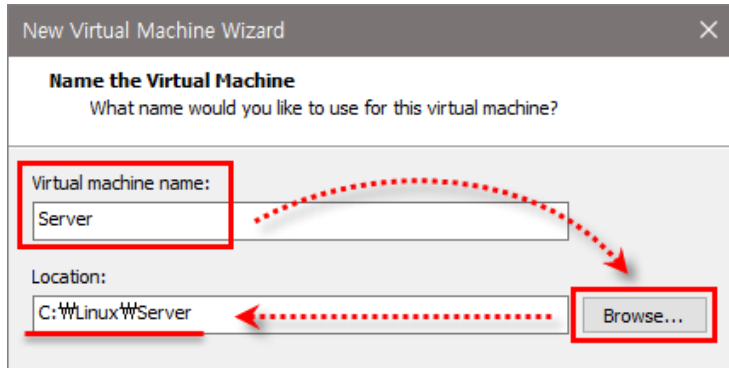 New Virtual Machine Wizard
Name the Virtual Machine
What name would you like to use for this virtual machine?
Virtual machine name:
Server
Location:
C:₩Linux₩Server
Browse...